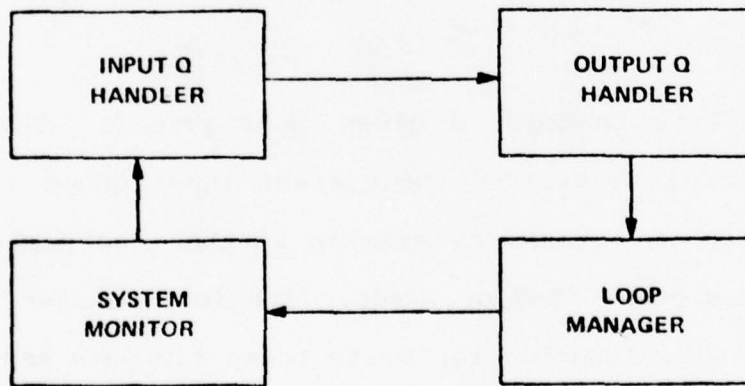 INPUT Q
HANDLER
OUTPUT Q
HANDLER
SYSTEM
MONITOR
LOOP
MANAGER